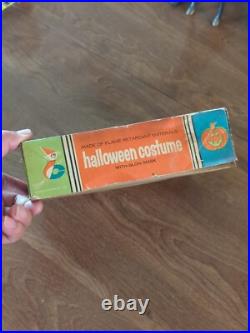 MADE OF FLAME RETARDANT MATERIALS
halloween costume
WITH GLOW MASK